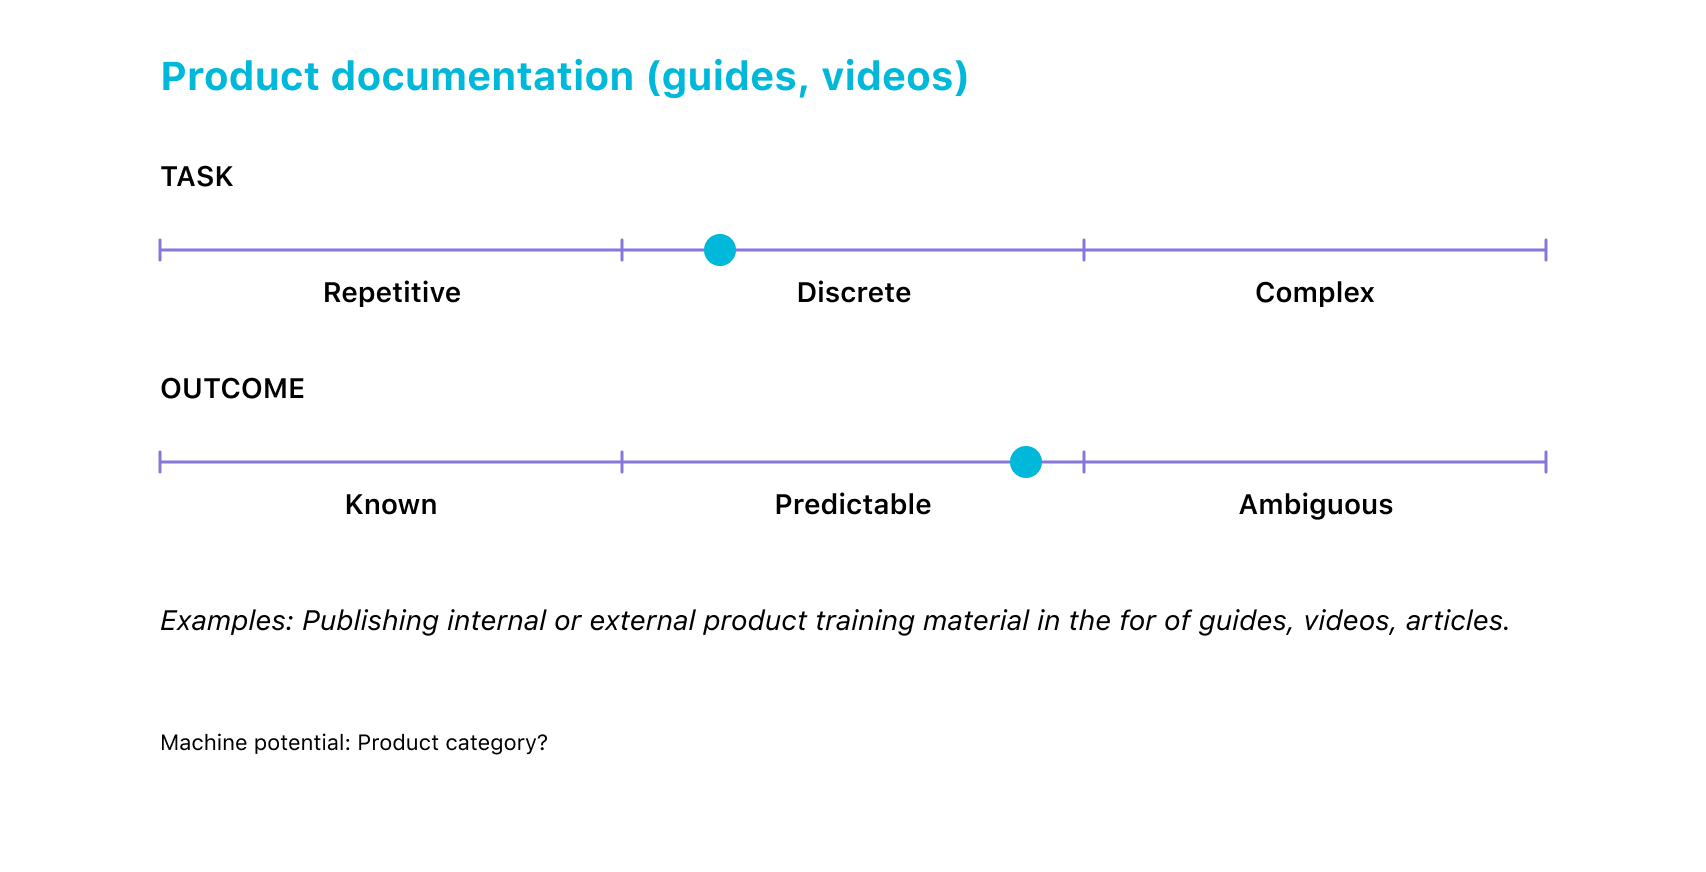 Product documentation (guides, videos)
TASK
Repetitive Discrete Complex
OUTCOME
Known Predictable Ambiguous
Examples: Publishing internal or external product training material in the for of guides, videos, articles.
Machine potential: Product category?